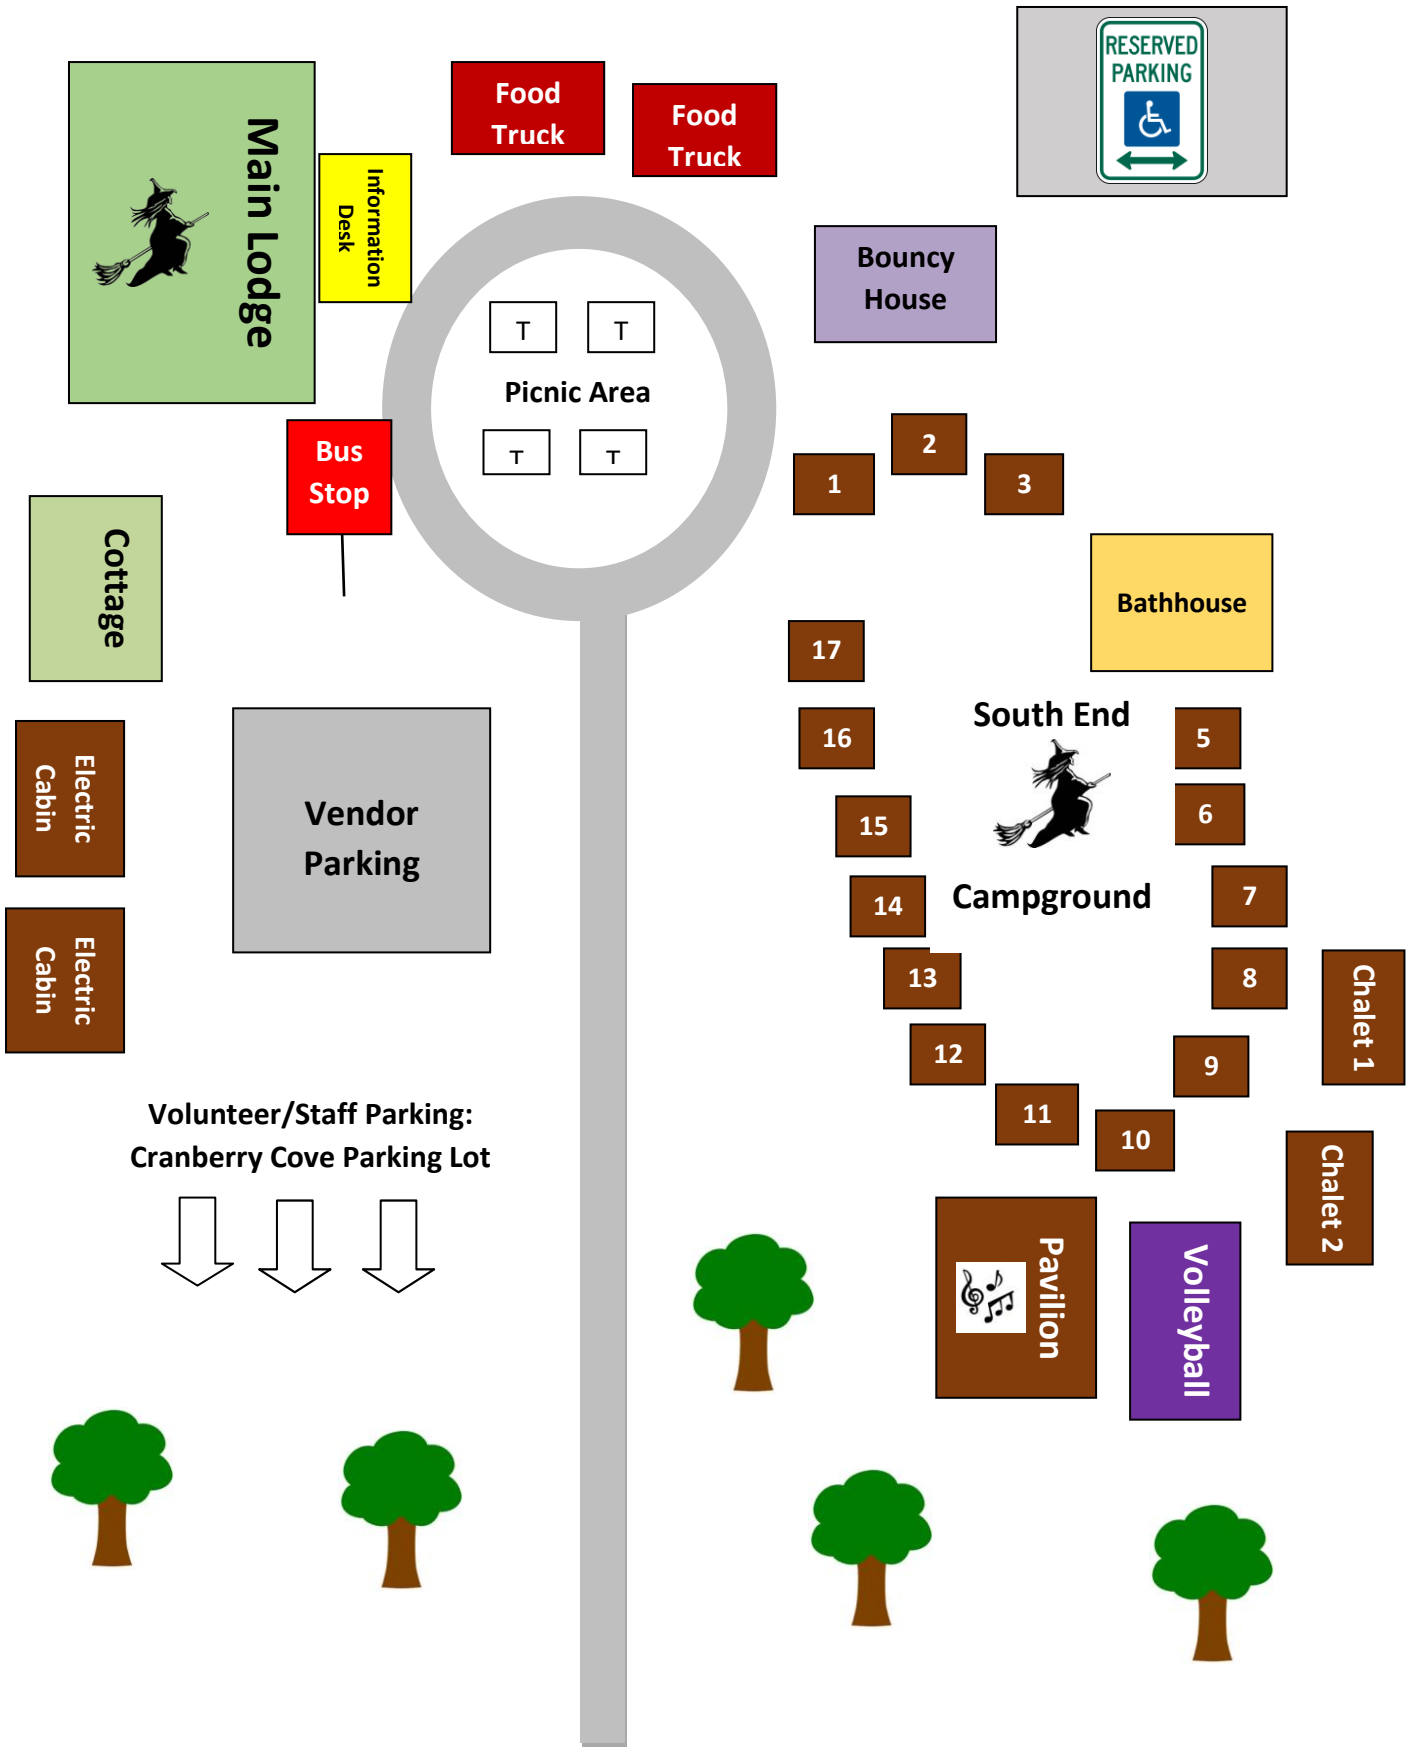 RESERVED
PARKING
Food
Truck
Food
Truck
Main Lodge
Information
Desk
Bouncy
House
T
T
Picnic Area
T
T
Bus
Stop
1
2
3
Cottage
Bathhouse
17
South End
16
5
Electric
Cabin
Vendor
Parking
15
6
Campground
14
7
Electric
Cabin
13
8
Chalet 1
12
9
Volunteer/Staff Parking:
Cranberry Cove Parking Lot
11
10
Chalet 2
Pavilion
Volleyball